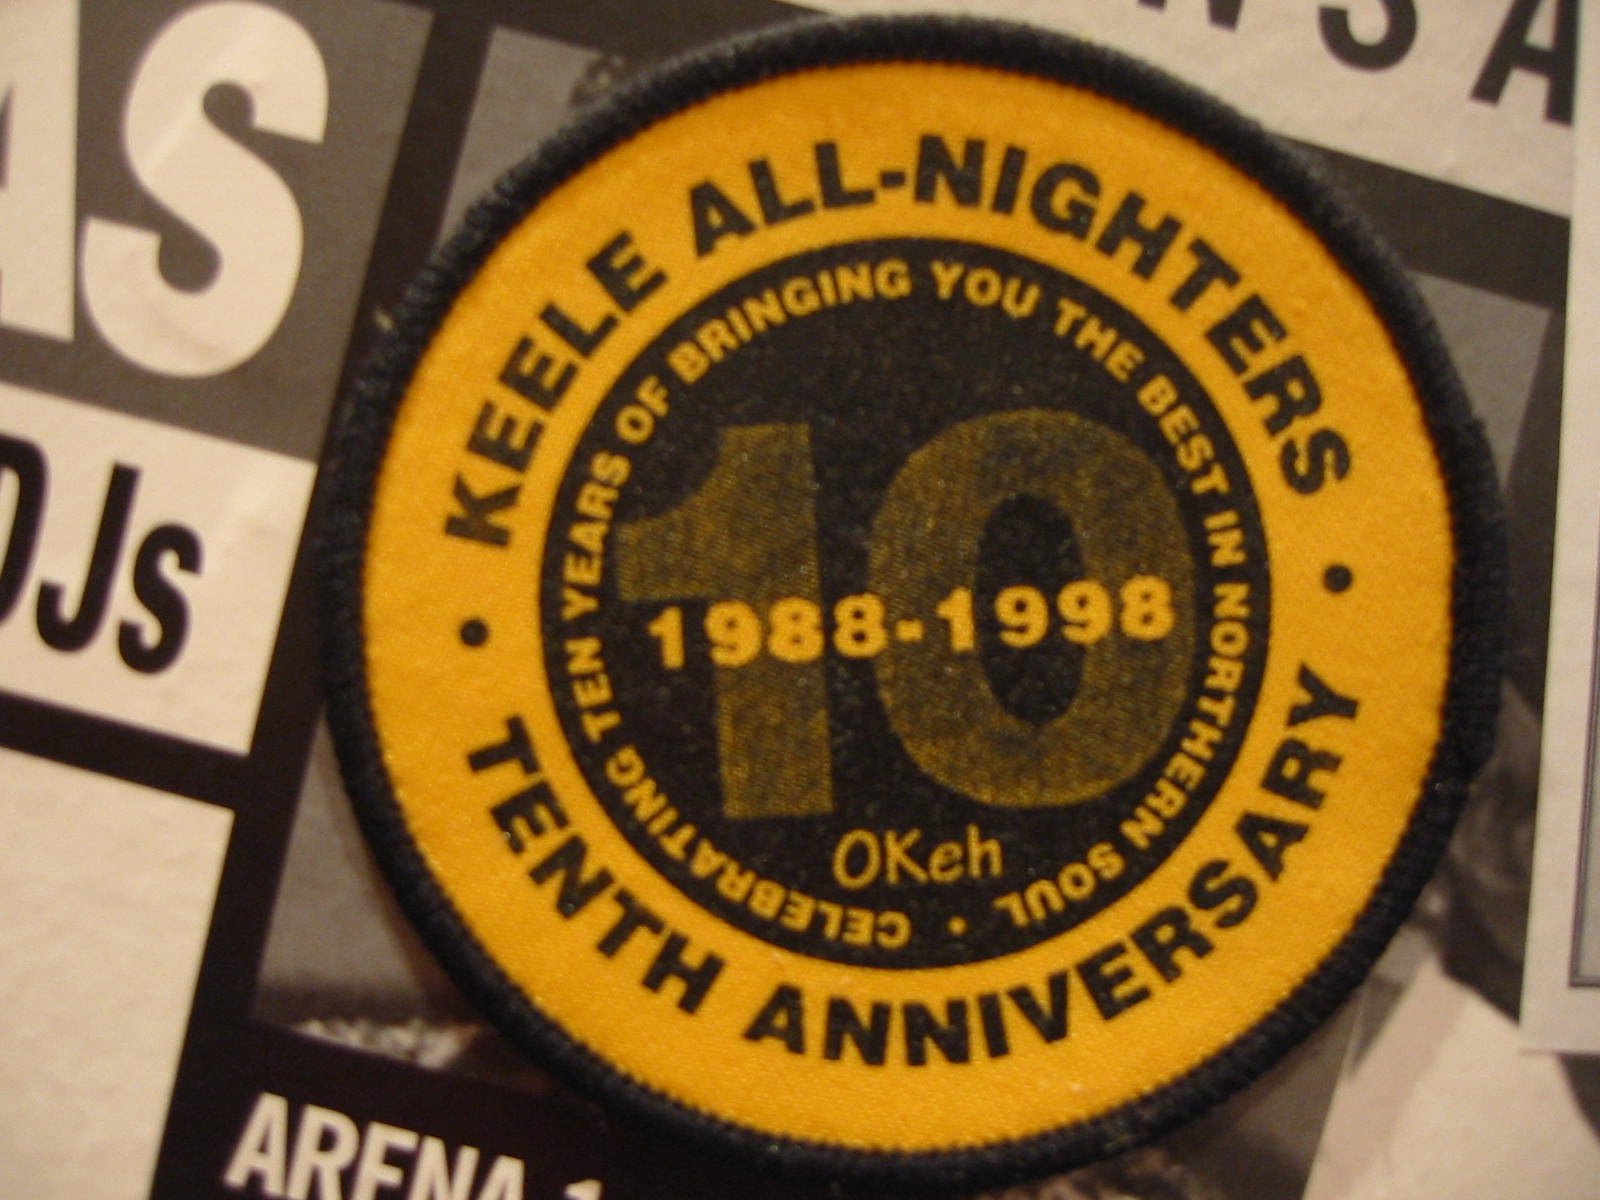 AS
DJS
N'S A
KEELE ALL-NIGHTERS
• TENTH ANNIVERSARY •
CELEBRATING TEN YEARS OF BRINGING YOU THE BEST IN NORTHERN SOUL •
10
1988-1998
OKeh
ARENA 1